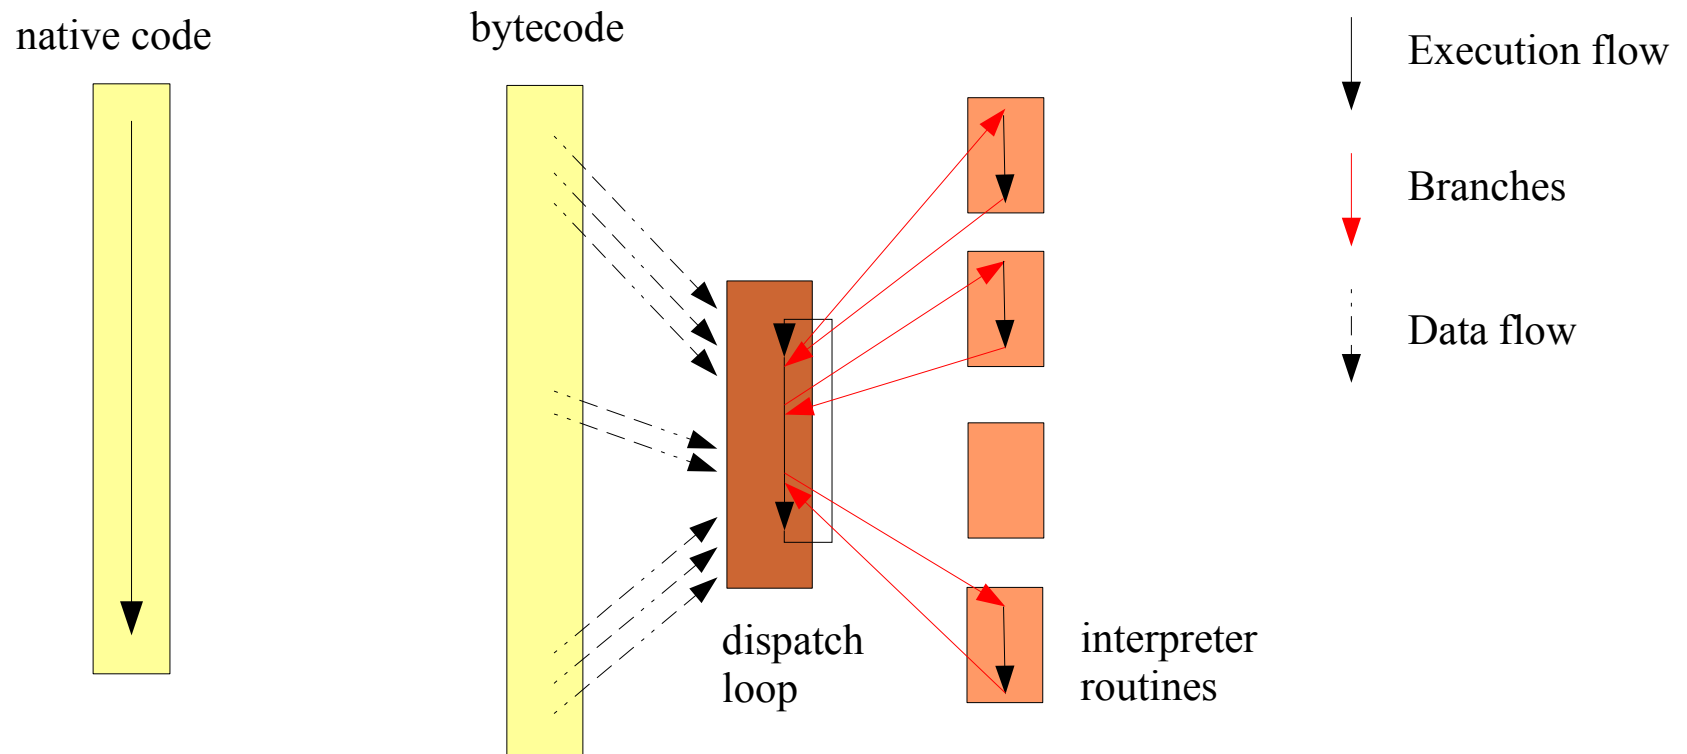 native code
bytecode
Execution flow
Branches
Data flow
dispatch
loop
interpreter
routines